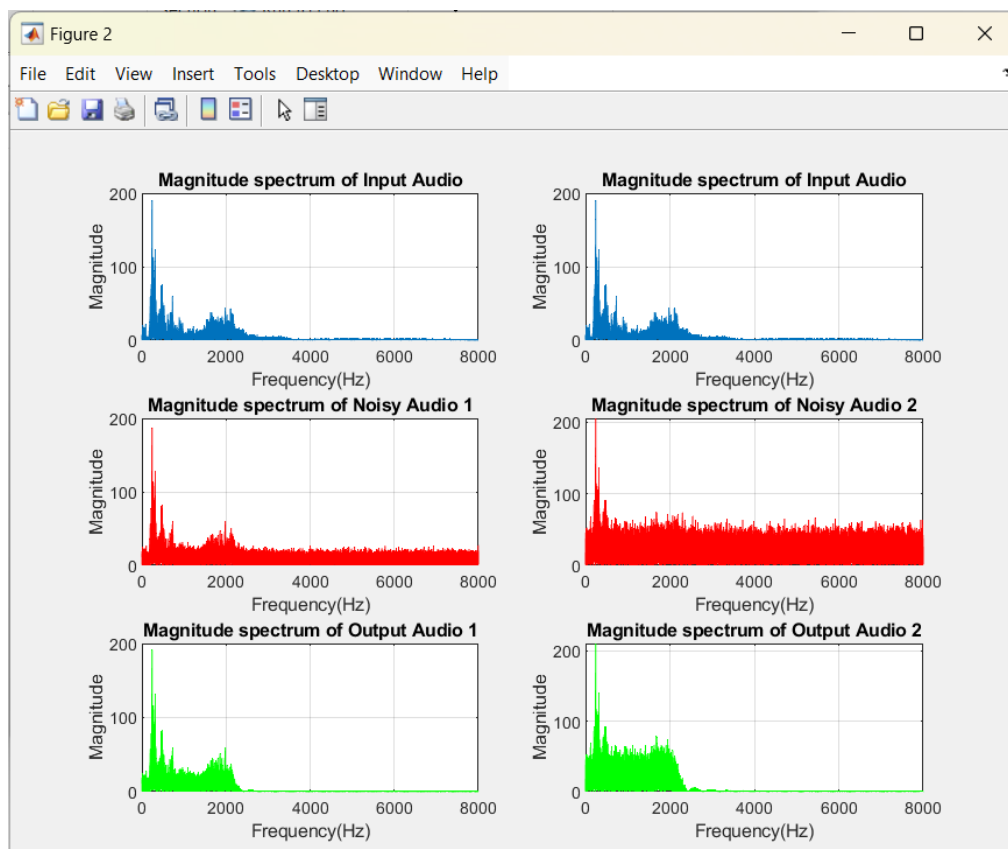 Figure 2
File Edit View Insert Tools Desktop Window Help
Magnitude spectrum of Input Audio
200
100
0
Magnitude
0 2000 4000 6000 8000
Frequency(Hz)
Magnitude spectrum of Input Audio
200
100
0
Magnitude
0 2000 4000 6000 8000
Frequency(Hz)
Magnitude spectrum of Noisy Audio 1
200
100
0
Magnitude
0 2000 4000 6000 8000
Frequency(Hz)
Magnitude spectrum of Noisy Audio 2
200
100
0
Magnitude
0 2000 4000 6000 8000
Frequency(Hz)
Magnitude spectrum of Output Audio 1
200
100
0
Magnitude
0 2000 4000 6000 8000
Frequency(Hz)
Magnitude spectrum of Output Audio 2
200
100
0
Magnitude
0 2000 4000 6000 8000
Frequency(Hz)